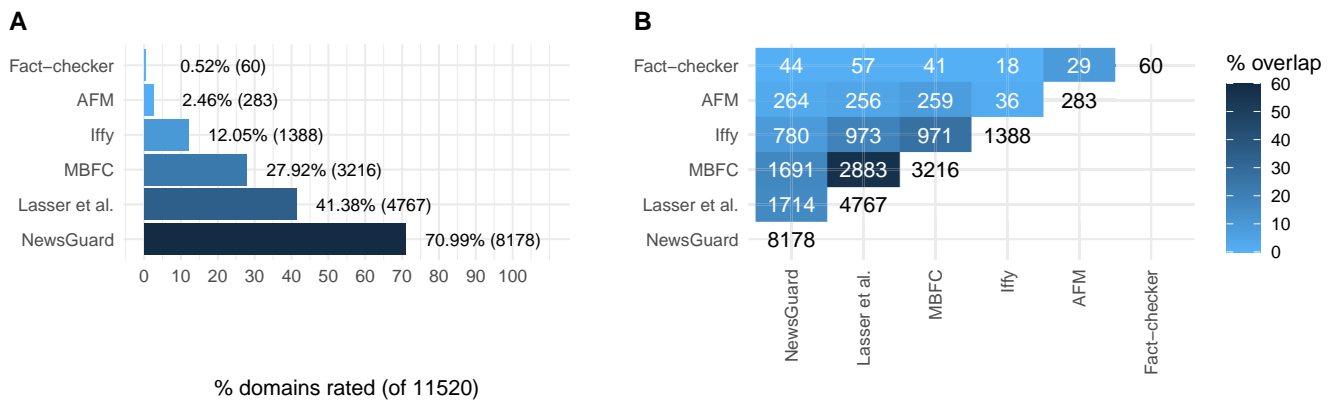 A
Fact−checker 0.52% (60)
AFM 2.46% (283)
Iffy 12.05% (1388)
MBFC 27.92% (3216)
Lasser et al. 41.38% (4767)
NewsGuard 70.99% (8178)
0 10 20 30 40 50 60 70 80 90 100
% domains rated (of 11520)
B
Fact−checker 44 57 41 18 29 60
AFM 264 256 259 36 283
Iffy 780 973 971 1388
MBFC 1691 2883 3216
Lasser et al. 1714 4767
NewsGuard 8178
NewsGuard
Lasser et al.
MBFC
Iffy
AFM
Fact−checker
% overlap
60
50
40
30
20
10
0